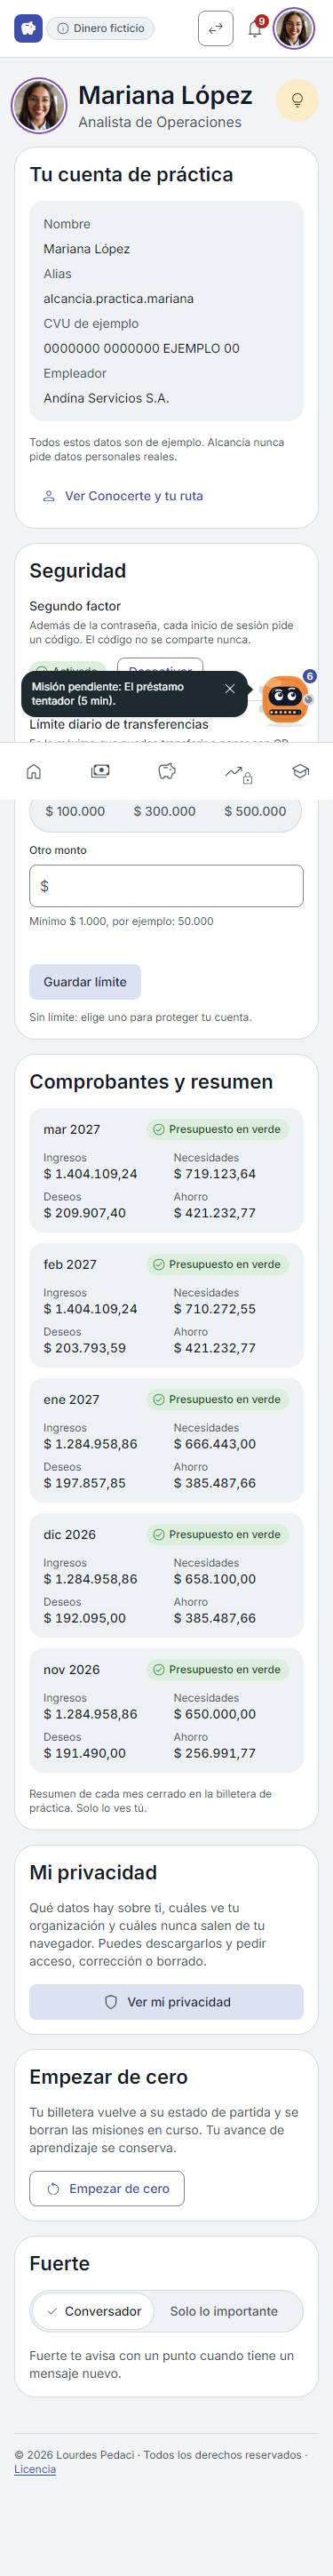 Dinero ficticio
9
Mariana López
Analista de Operaciones
Tu cuenta de práctica
Nombre
Mariana López
Alias
alcancia.practica.mariana
CVU de ejemplo
0000000 0000000 EJEMPLO 00
Empleador
Andina Servicios S.A.
Todos estos datos son de ejemplo. Alcancía nunca
pide datos personales reales.
Ver Conocerte y tu ruta
Seguridad
Segundo factor
Además de la contraseña, cada inicio de sesión pide
un código. El código no se comparte nunca.
Misión pendiente: El préstamo
tentador (5 min).
6
Límite diario de transferencias
$ 100.000
$ 300.000
$ 500.000
Otro monto
$
Mínimo $ 1.000, por ejemplo: 50.000
Guardar límite
Sin límite: elige uno para proteger tu cuenta.
Comprobantes y resumen
mar 2027
Presupuesto en verde
Ingresos
Necesidades
$ 1.404.109,24
$ 719.123,64
Deseos
Ahorro
$ 209.907,40
$ 421.232,77
feb 2027
Presupuesto en verde
Ingresos
Necesidades
$ 1.404.109,24
$ 710.272,55
Deseos
Ahorro
$ 203.793,59
$ 421.232,77
ene 2027
Presupuesto en verde
Ingresos
Necesidades
$ 1.284.958,86
$ 666.443,00
Deseos
Ahorro
$ 197.857,85
$ 385.487,66
dic 2026
Presupuesto en verde
Ingresos
Necesidades
$ 1.284.958,86
$ 658.100,00
Deseos
Ahorro
$ 192.095,00
$ 385.487,66
nov 2026
Presupuesto en verde
Ingresos
Necesidades
$ 1.284.958,86
$ 650.000,00
Deseos
Ahorro
$ 191.490,00
$ 256.991,77
Resumen de cada mes cerrado en la billetera de
práctica. Solo lo ves tú.
Mi privacidad
Qué datos hay sobre ti, cuáles ve tu
organización y cuáles nunca salen de tu
navegador. Puedes descargarlos y pedir
acceso, corrección o borrado.
Ver mi privacidad
Empezar de cero
Tu billetera vuelve a su estado de partida y se
borran las misiones en curso. Tu avance de
aprendizaje se conserva.
Empezar de cero
Fuerte
Conversador
Solo lo importante
Fuerte te avisa con un punto cuando tiene un
mensaje nuevo.
© 2026 Lourdes Pedaci · Todos los derechos reservados ·
Licencia